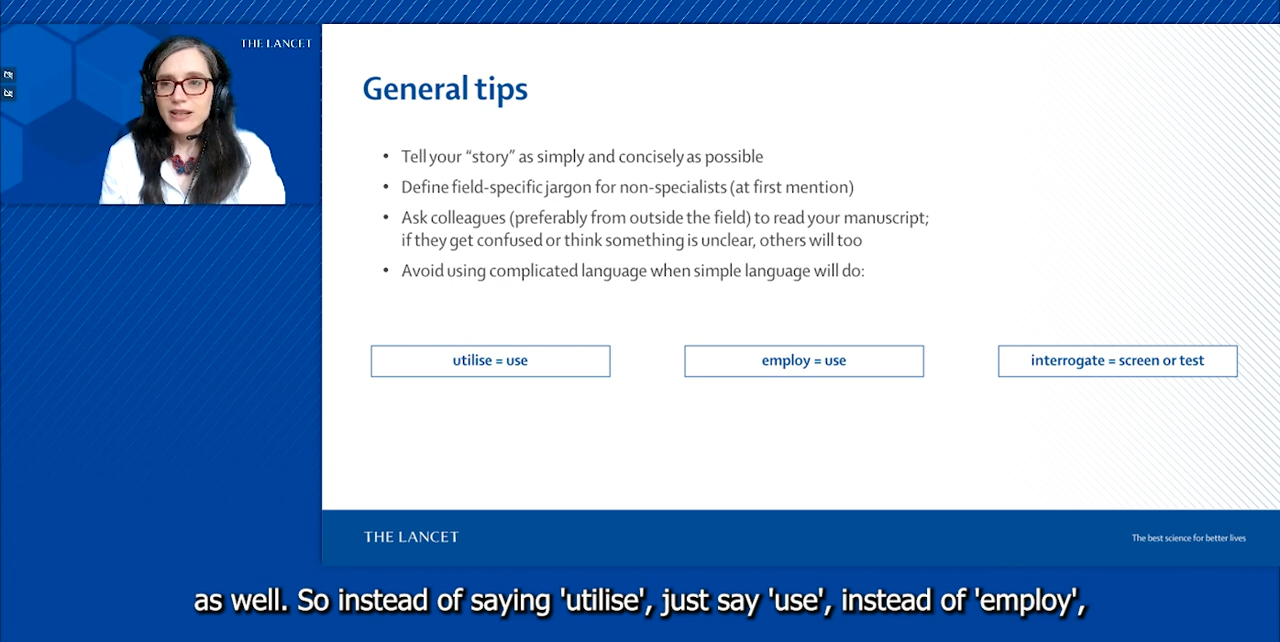 THE LANCET
General tips
• Tell your “story” as simply and concisely as possible
• Define field-specific jargon for non-specialists (at first mention)
• Ask colleagues (preferably from outside the field) to read your manuscript;
if they get confused or think something is unclear, others will too
• Avoid using complicated language when simple language will do:
utilise = use
employ = use
interrogate = screen or test
THE LANCET
The best science for better lives
as well. So instead of saying 'utilise', just say 'use', instead of 'employ',